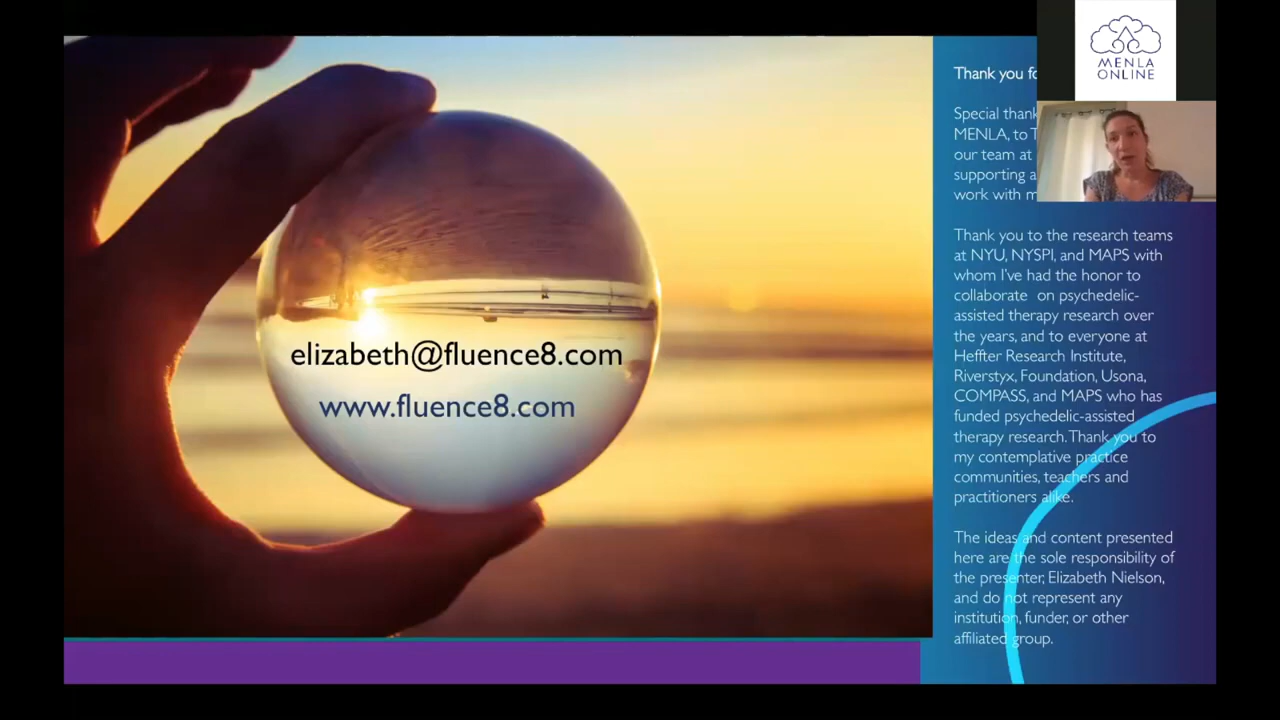 elizabeth@fluence8.com
www.fluence8.com
MENLA
ONLINE
Thank you
Special
MENLA, to
our team at
supporting
work with
Thank you to the research teams
at NYU, NYSPI, and MAPS with
whom I've had the honor to
collaborate on psychedelic-
assisted therapy research over
the years, and to everyone at
Heffter Research Institute,
Riverstyx, Foundation, Usona,
COMPASS, and MAPS who has
funded psychedelic-assisted
therapy research. Thank you to
my contemplative practice
communities, teachers and
practitioners alike.
The ideas and content presented
here are the sole responsibility of
the presenter, Elizabeth Nielson,
and do not represent any
institution, funder, or other
affiliated group.